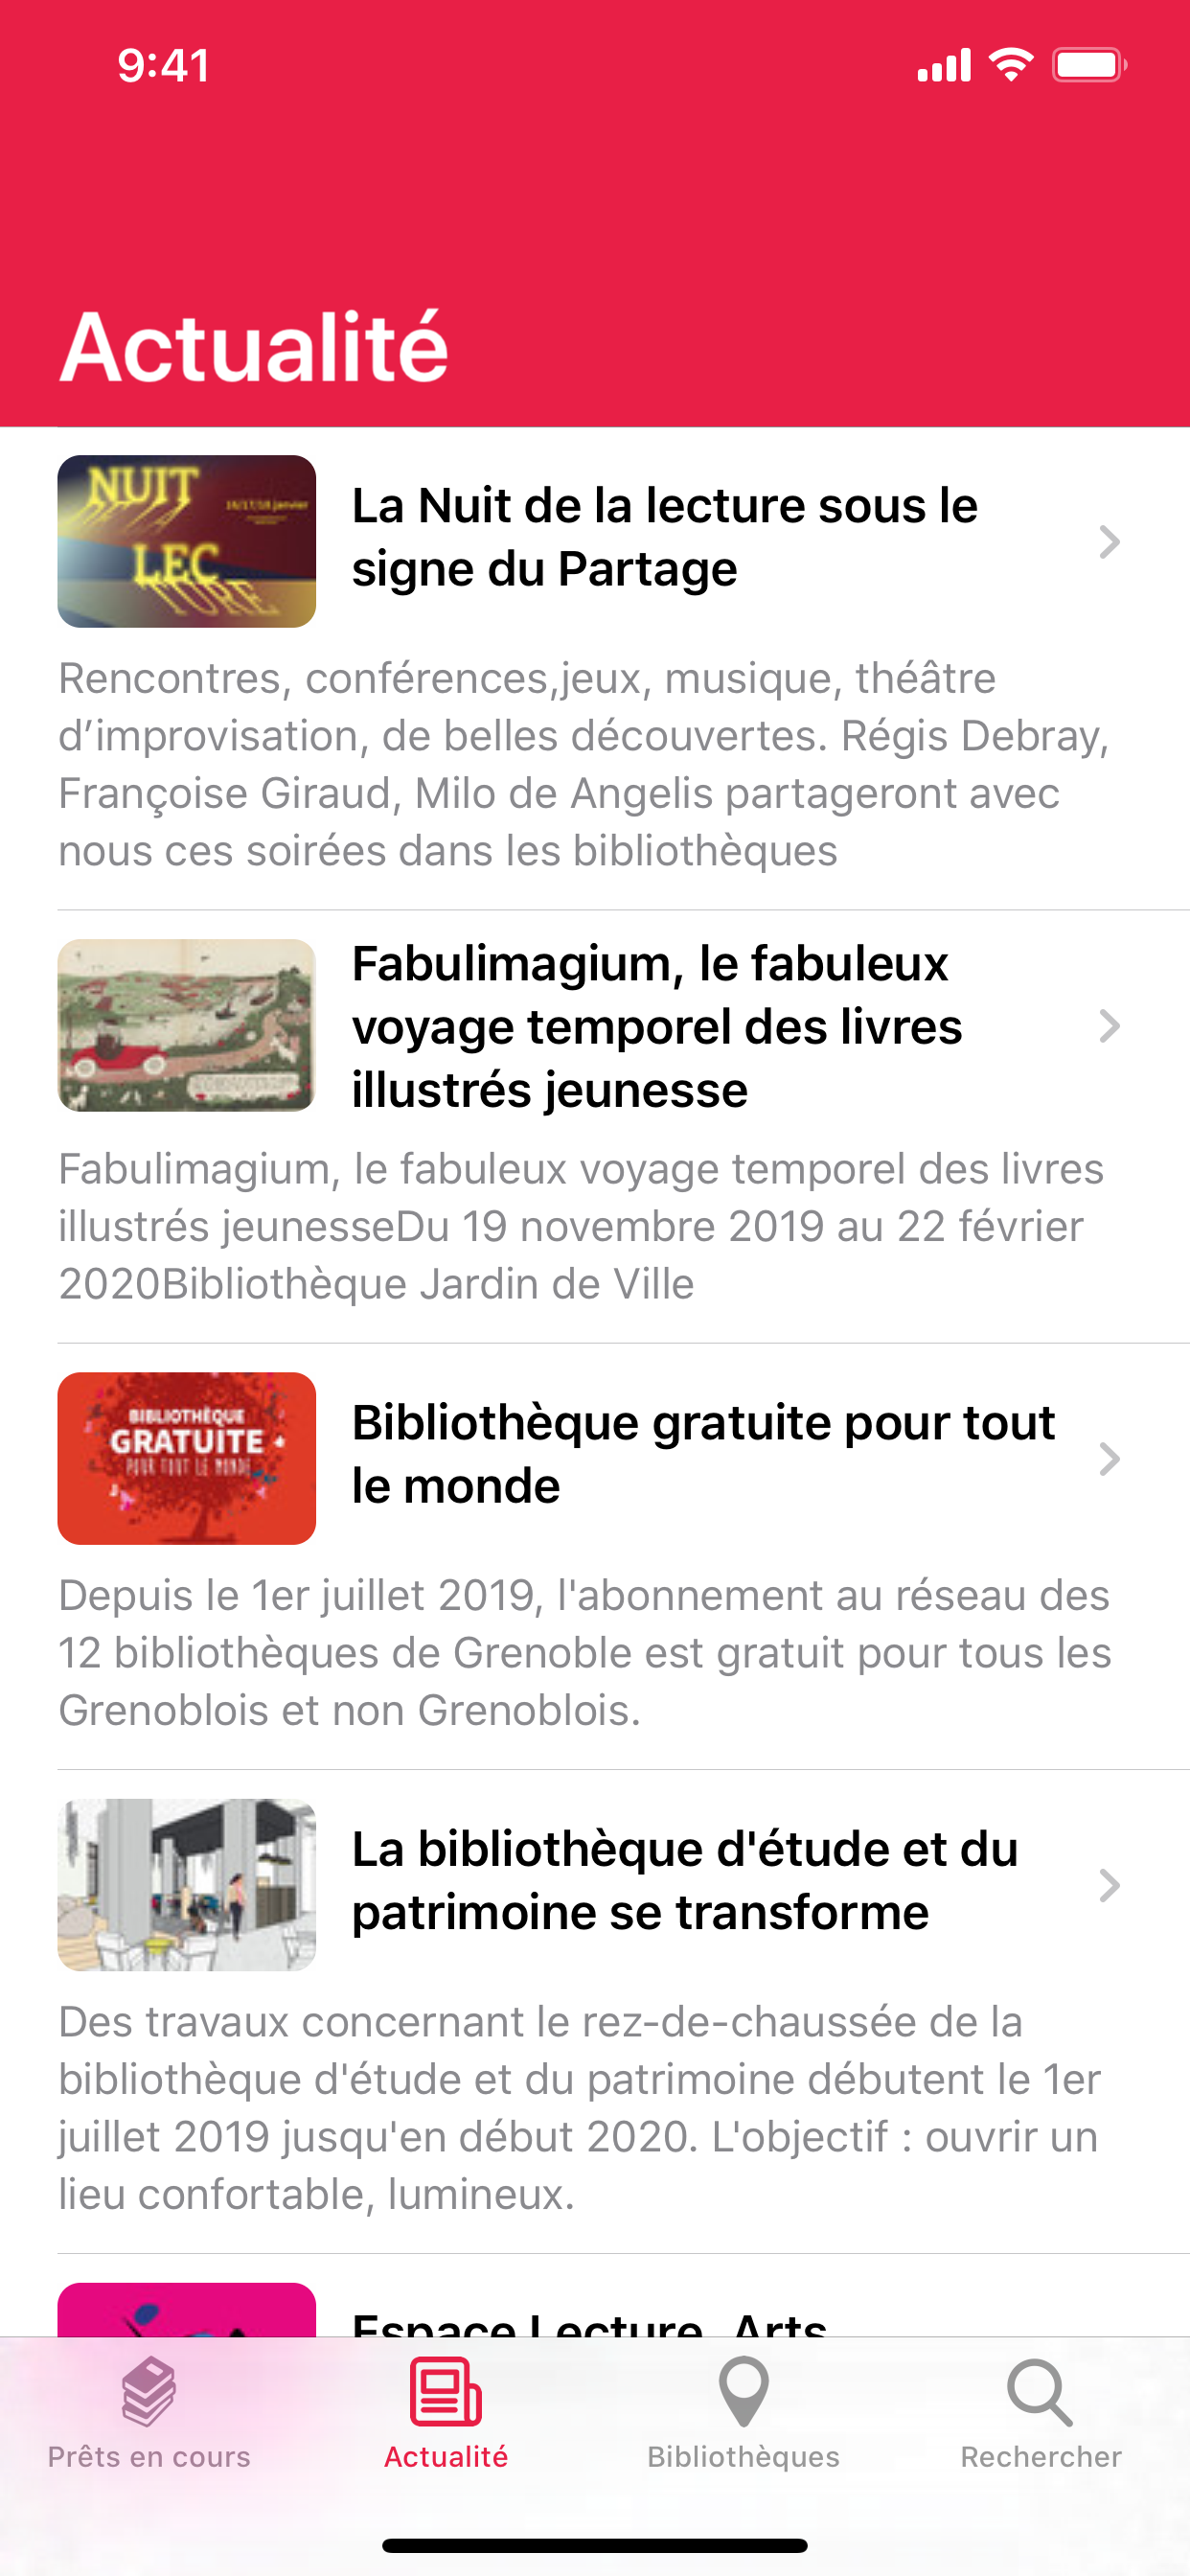 9:41
Actualité
NUIT
16/17/18 janvier
LEC
TURE
La Nuit de la lecture sous le
signe du Partage
Rencontres, conférences,jeux, musique, théâtre
d’improvisation, de belles découvertes. Régis Debray,
Françoise Giraud, Milo de Angelis partageront avec
nous ces soirées dans les bibliothèques
Fabulimagium, le fabuleux
voyage temporel des livres
illustrés jeunesse
Fabulimagium, le fabuleux voyage temporel des livres
illustrés jeunesseDu 19 novembre 2019 au 22 février
2020Bibliothèque Jardin de Ville
BIBLIOTHÈQUE
GRATUITE
POUR TOUT LE MONDE
Bibliothèque gratuite pour tout
le monde
Depuis le 1er juillet 2019, l'abonnement au réseau des
12 bibliothèques de Grenoble est gratuit pour tous les
Grenoblois et non Grenoblois.
La bibliothèque d'étude et du
patrimoine se transforme
Des travaux concernant le rez-de-chaussée de la
bibliothèque d'étude et du patrimoine débutent le 1er
juillet 2019 jusqu'en début 2020. L'objectif : ouvrir un
lieu confortable, lumineux.
Espace Lecture, Arts
Prêts en cours
Actualité
Bibliothèques
Rechercher